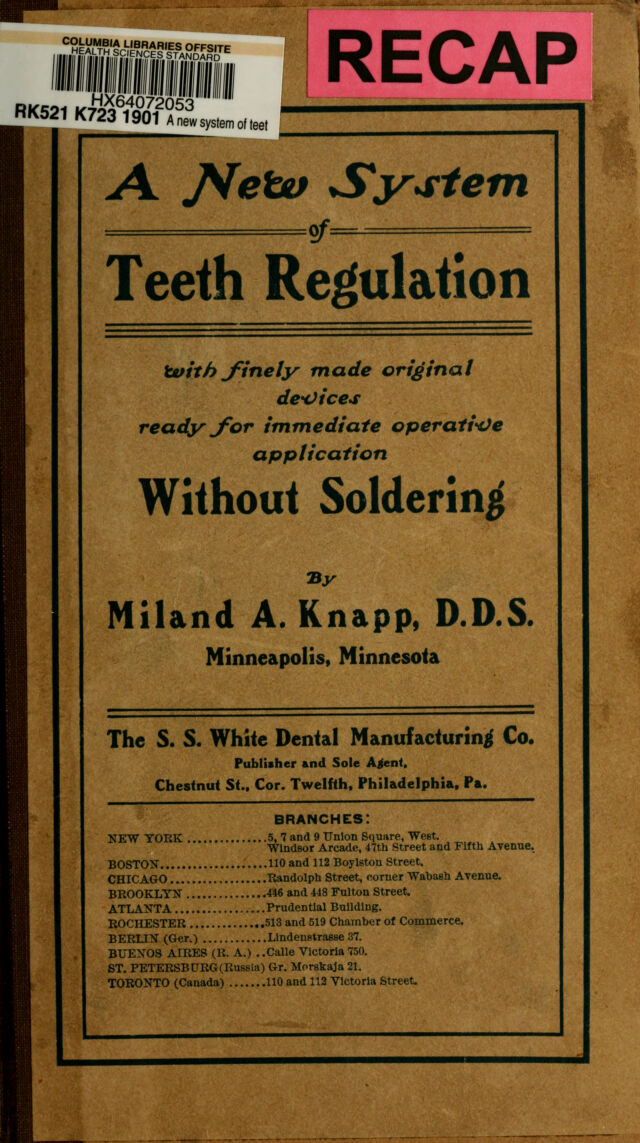 COLUMBIA LIBRARIES OFFSITE
HEALTH SCIENCES STANDARD
HX64072053
RK521 K723 1901 A new system of teet
RECAP
A New System
of
Teeth Regulation
with finely made original
devices
ready for immediate operative
application
Without Soldering
By
Miland A. Knapp, D.D.S.
Minneapolis, Minnesota
The S. S. White Dental Manufacturing Co.
Publisher and Sole Agent,
Chestnut St., Cor. Twelfth, Philadelphia, Pa.
BRANCHES:
NEW YORK ..............5, 7 and 9 Union Square, West.
Windsor Arcade, 47th Street and Fifth Avenue.
BOSTON...................110 and 112 Boylston Street.
CHICAGO.................Randolph Street, corner Wabash Avenue.
BROOKLYN ..............446 and 448 Fulton Street.
ATLANTA................Prudential Building.
ROCHESTER .............513 and 519 Chamber of Commerce.
BERLIN (Ger.) ............Lindenstrasse 37.
BUENOS AIRES (R. A.) ..Calle Victoria 750.
ST. PETERSBURG (Russia) Gr. Morskaja 21.
TORONTO (Canada) .......110 and 112 Victoria Street.